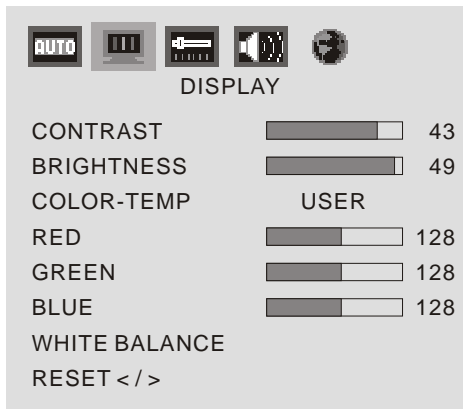 AUTO
DISPLAY
CONTRAST 43
BRIGHTNESS 49
COLOR-TEMP USER
RED 128
GREEN 128
BLUE 128
WHITE BALANCE
RESET < / >